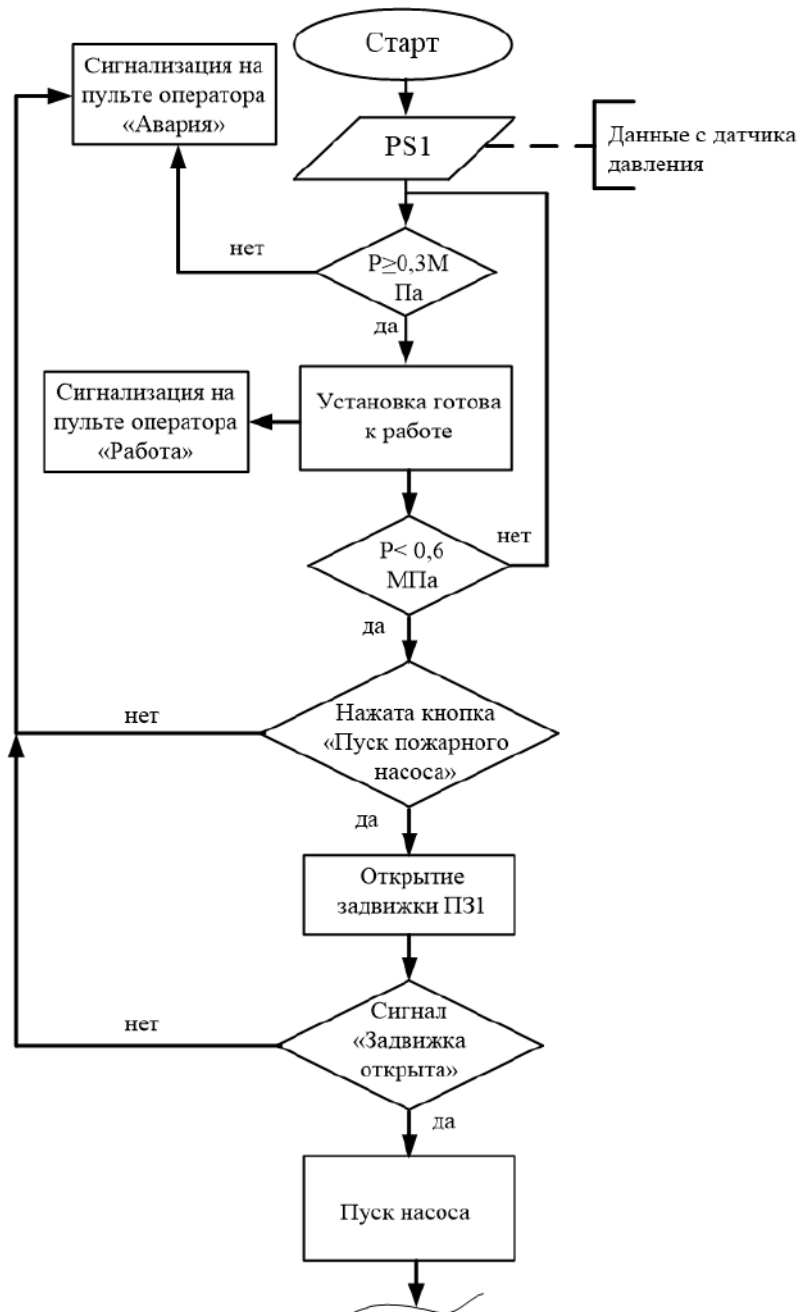 Старт
Сигнализация на
пульте оператора
«Авария»
PS1
Данные с датчика
давления
нет
P≥0,3М
Па
да
Сигнализация на
пульте оператора
«Работа»
Установка готова
к работе
P< 0,6
МПа
нет
да
нет
Нажата кнопка
«Пуск пожарного
насоса»
да
Открытие
задвижки ПЗ1
нет
Сигнал
«Задвижка
открыта»
да
Пуск насоса